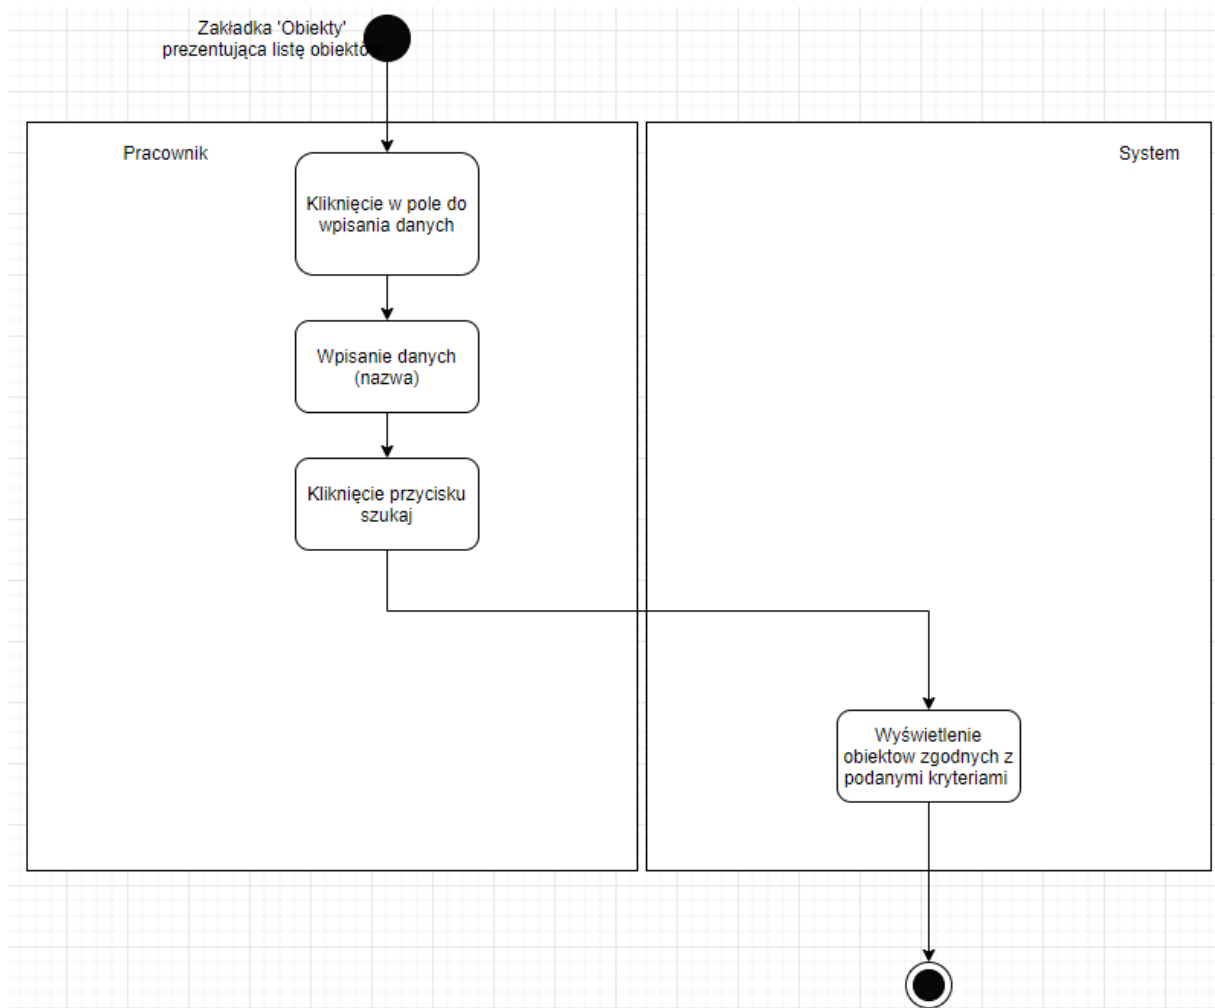 Zakładka 'Obiekty'
prezentująca listę obiektów
Pracownik
System
Kliknięcie w pole do
wpisania danych
Wpisanie danych
(nazwa)
Kliknięcie przycisku
szukaj
Wyświetlenie
obiektow zgodnych z
podanymi kryteriami